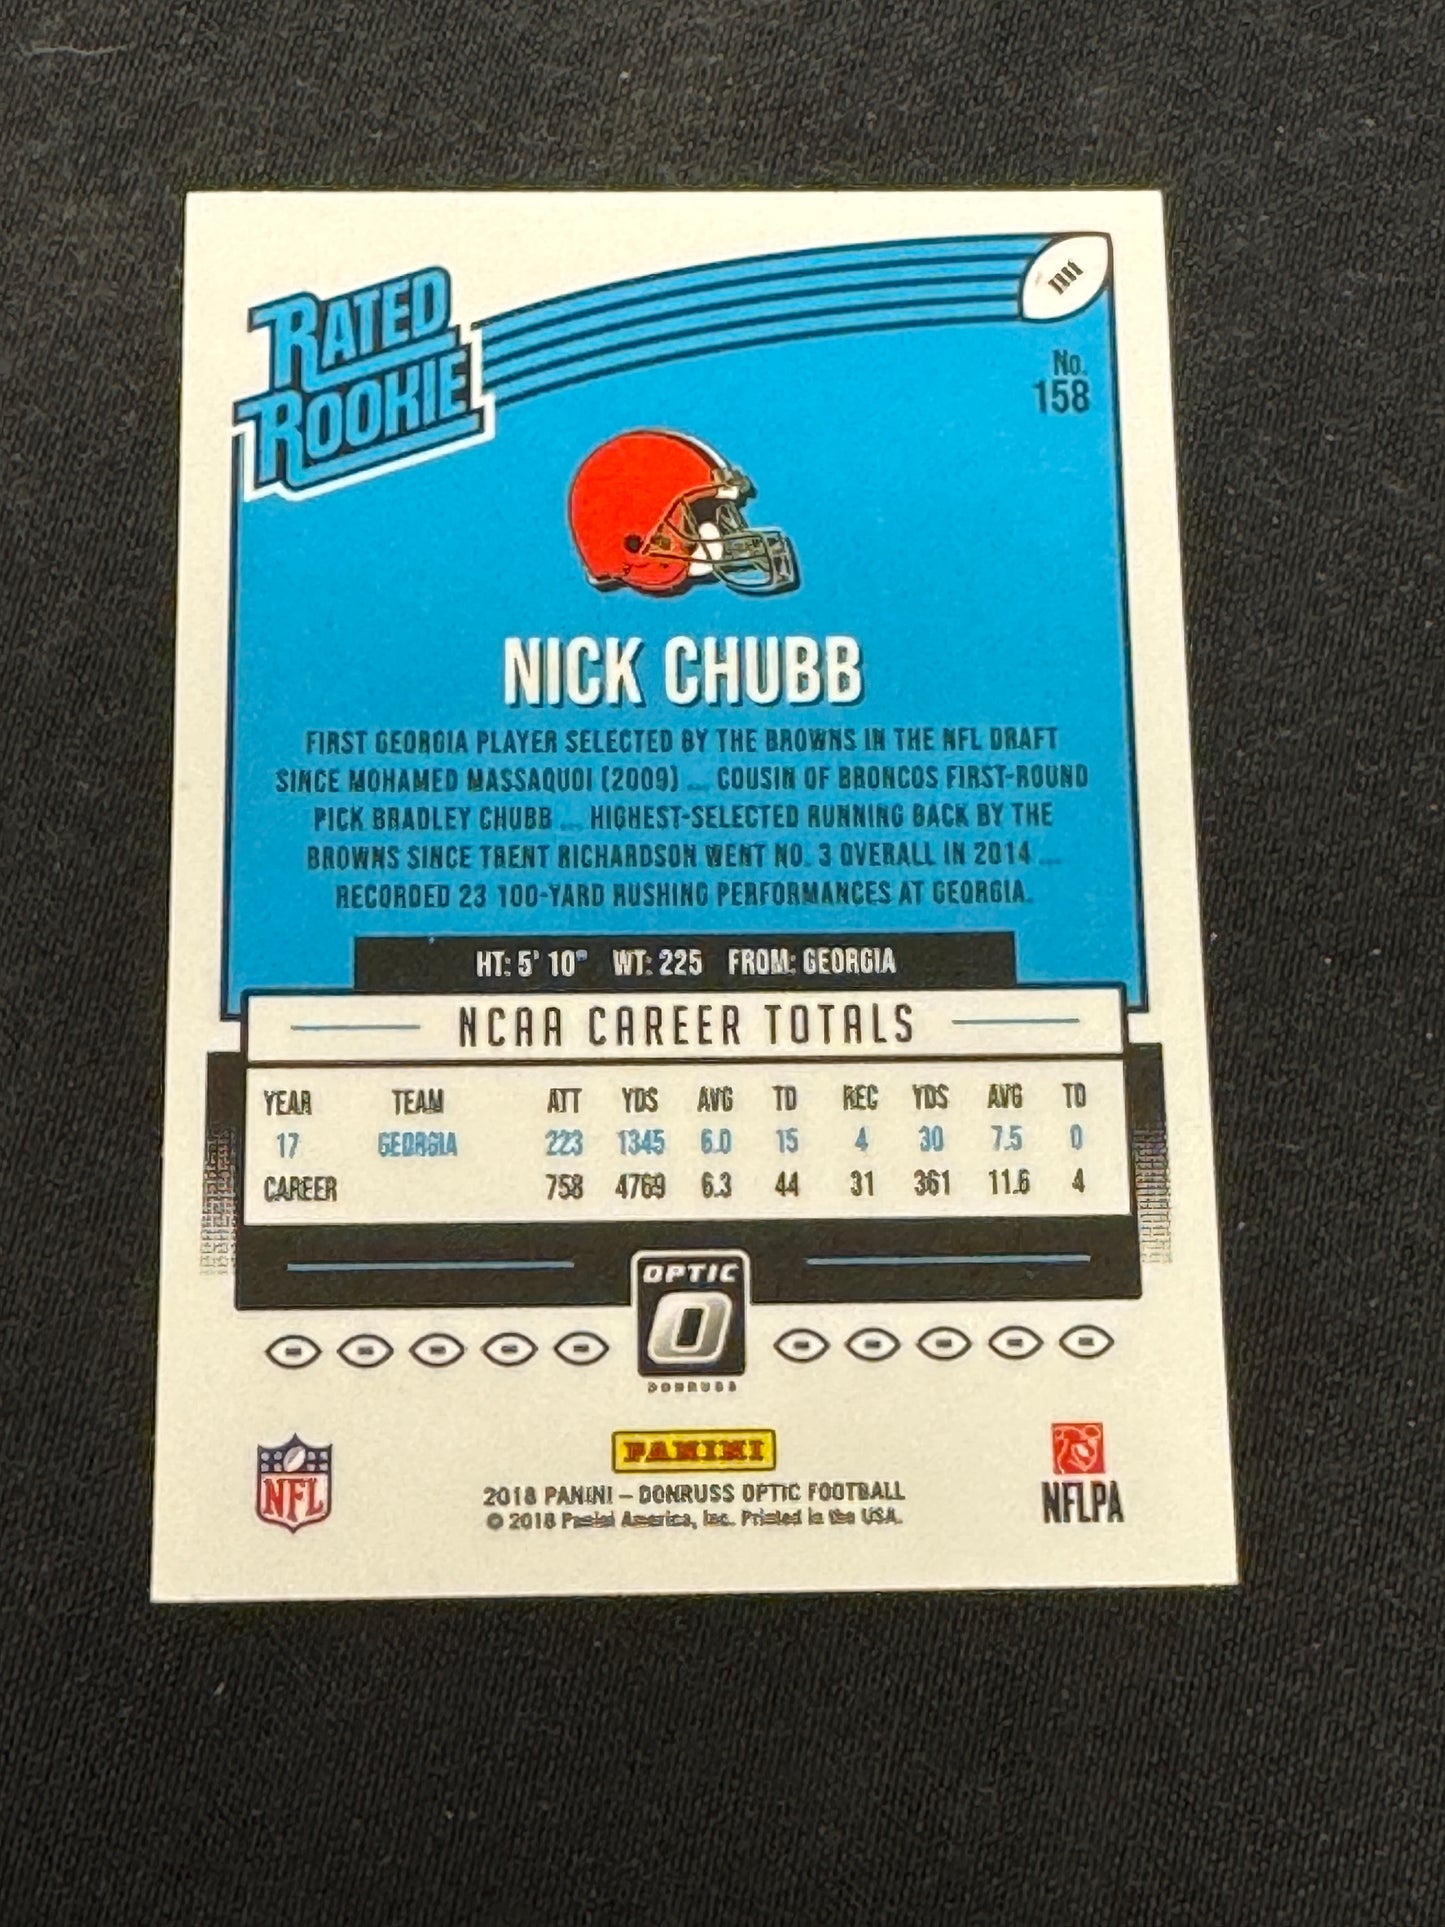 RATED
ROOKIE
No.
158
NICK CHUBB
FIRST GEORGIA PLAYER SELECTED BY THE BROWNS IN THE NFL DRAFT
SINCE MOHAMED MASSAQUOI (2009) ... COUSIN OF BRONCOS FIRST-ROUND
PICK BRADLEY CHUBB ... HIGHEST-SELECTED RUNNING BACK BY THE
BROWNS SINCE TRENT RICHARDSON WENT NO. 3 OVERALL IN 2014 ...
RECORDED 23 100-YARD RUSHING PERFORMANCES AT GEORGIA.
HT: 5' 10" WT: 225 FROM: GEORGIA
NCAA CAREER TOTALS
YEAR TEAM ATT YDS AVG TD REC YDS AVG TD
17 GEORGIA 223 1345 6.0 15 4 30 7.5 0
CAREER 758 4769 6.3 44 31 361 11.6 4
OPTIC
O
DONRUSS
NFL
PANINI
2018 PANINI – DONRUSS OPTIC FOOTBALL
© 2018 Panini America, Inc. Printed in the USA.
NFLPA